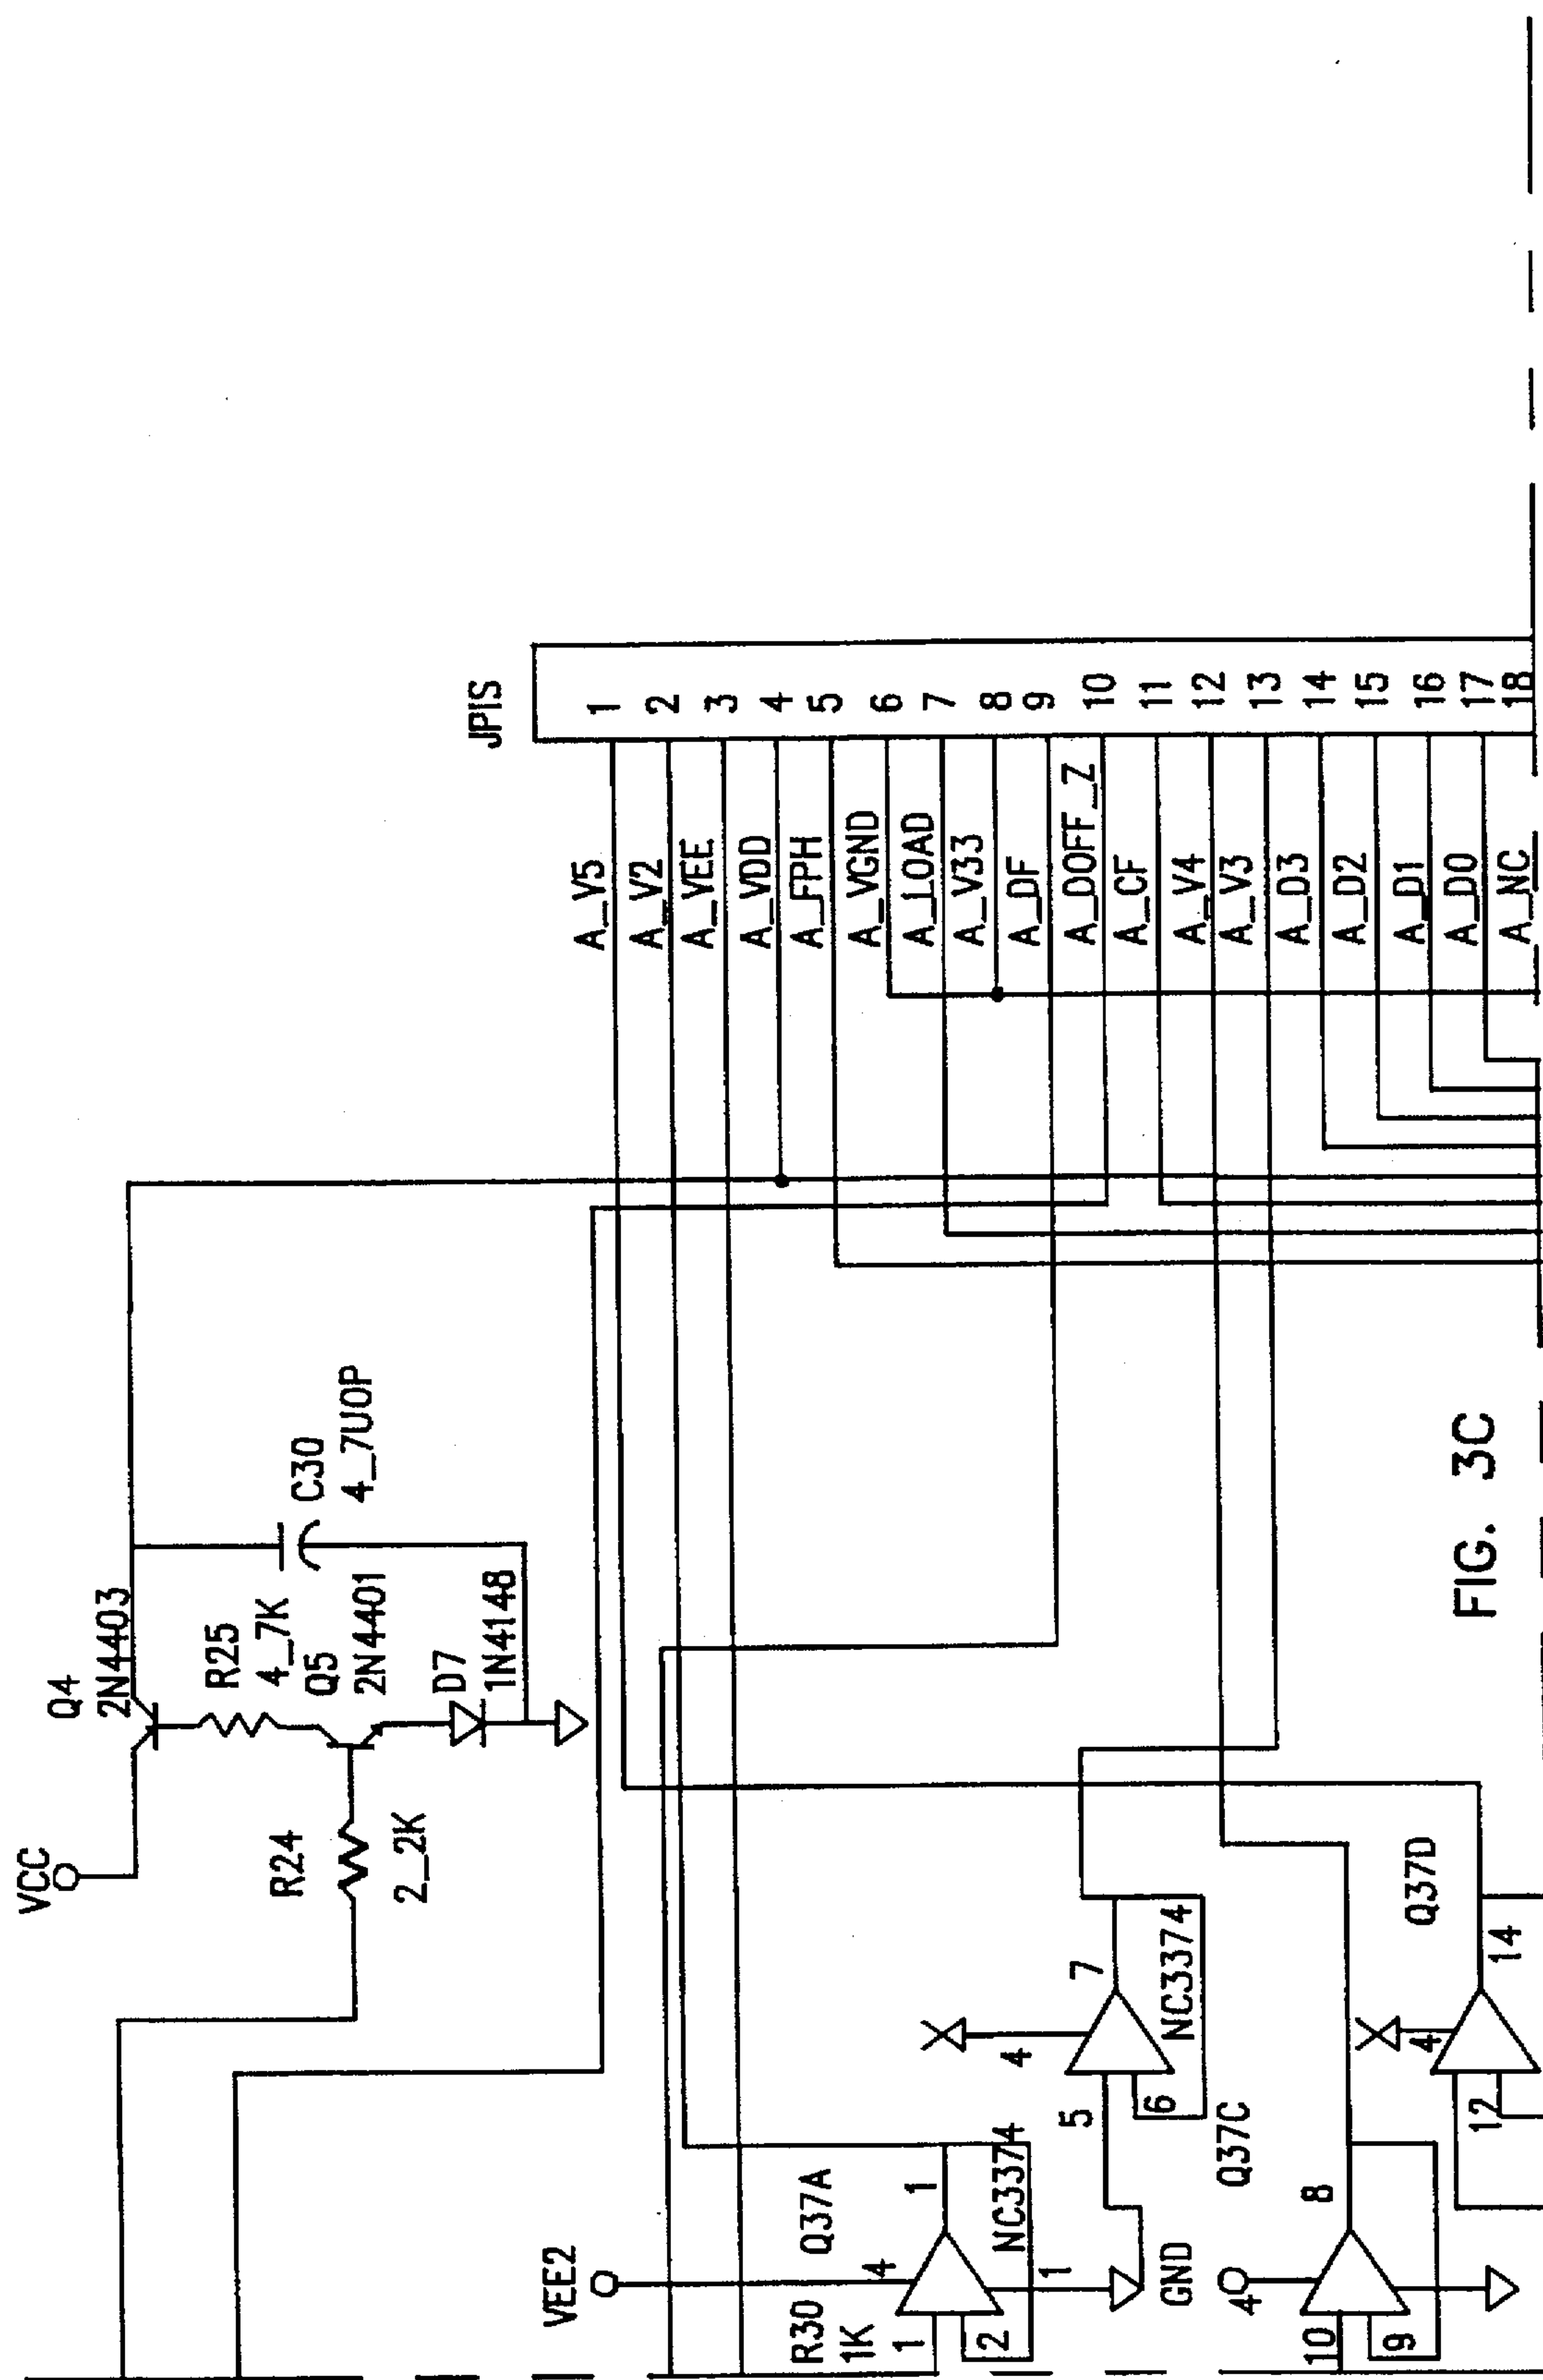 VCC
Q4
2N4403
R25
4_7K
Q5
2N4401
C30
4_7UOP
R24
2_2K
D7
1N4148
JPIS
A_V5 1
A_V2 2
A_VEE 3
A_VDD 4
A_FPH 5
A_VGND 6
A_LOAD 7
A_V33 8
A_DF 9
A_DOFF_Z 10
A_CF 11
A_V4 12
A_V3 13
A_D3 14
A_D2 15
A_D1 16
A_D0 17
A_NC 18
VEE2
Q37A
4
1
R30
1K
1
2
NC3374
1
GND
4
7
5
6
NC3374
Q37C
4
8
10
9
Q37D
4
14
12
FIG. 3C